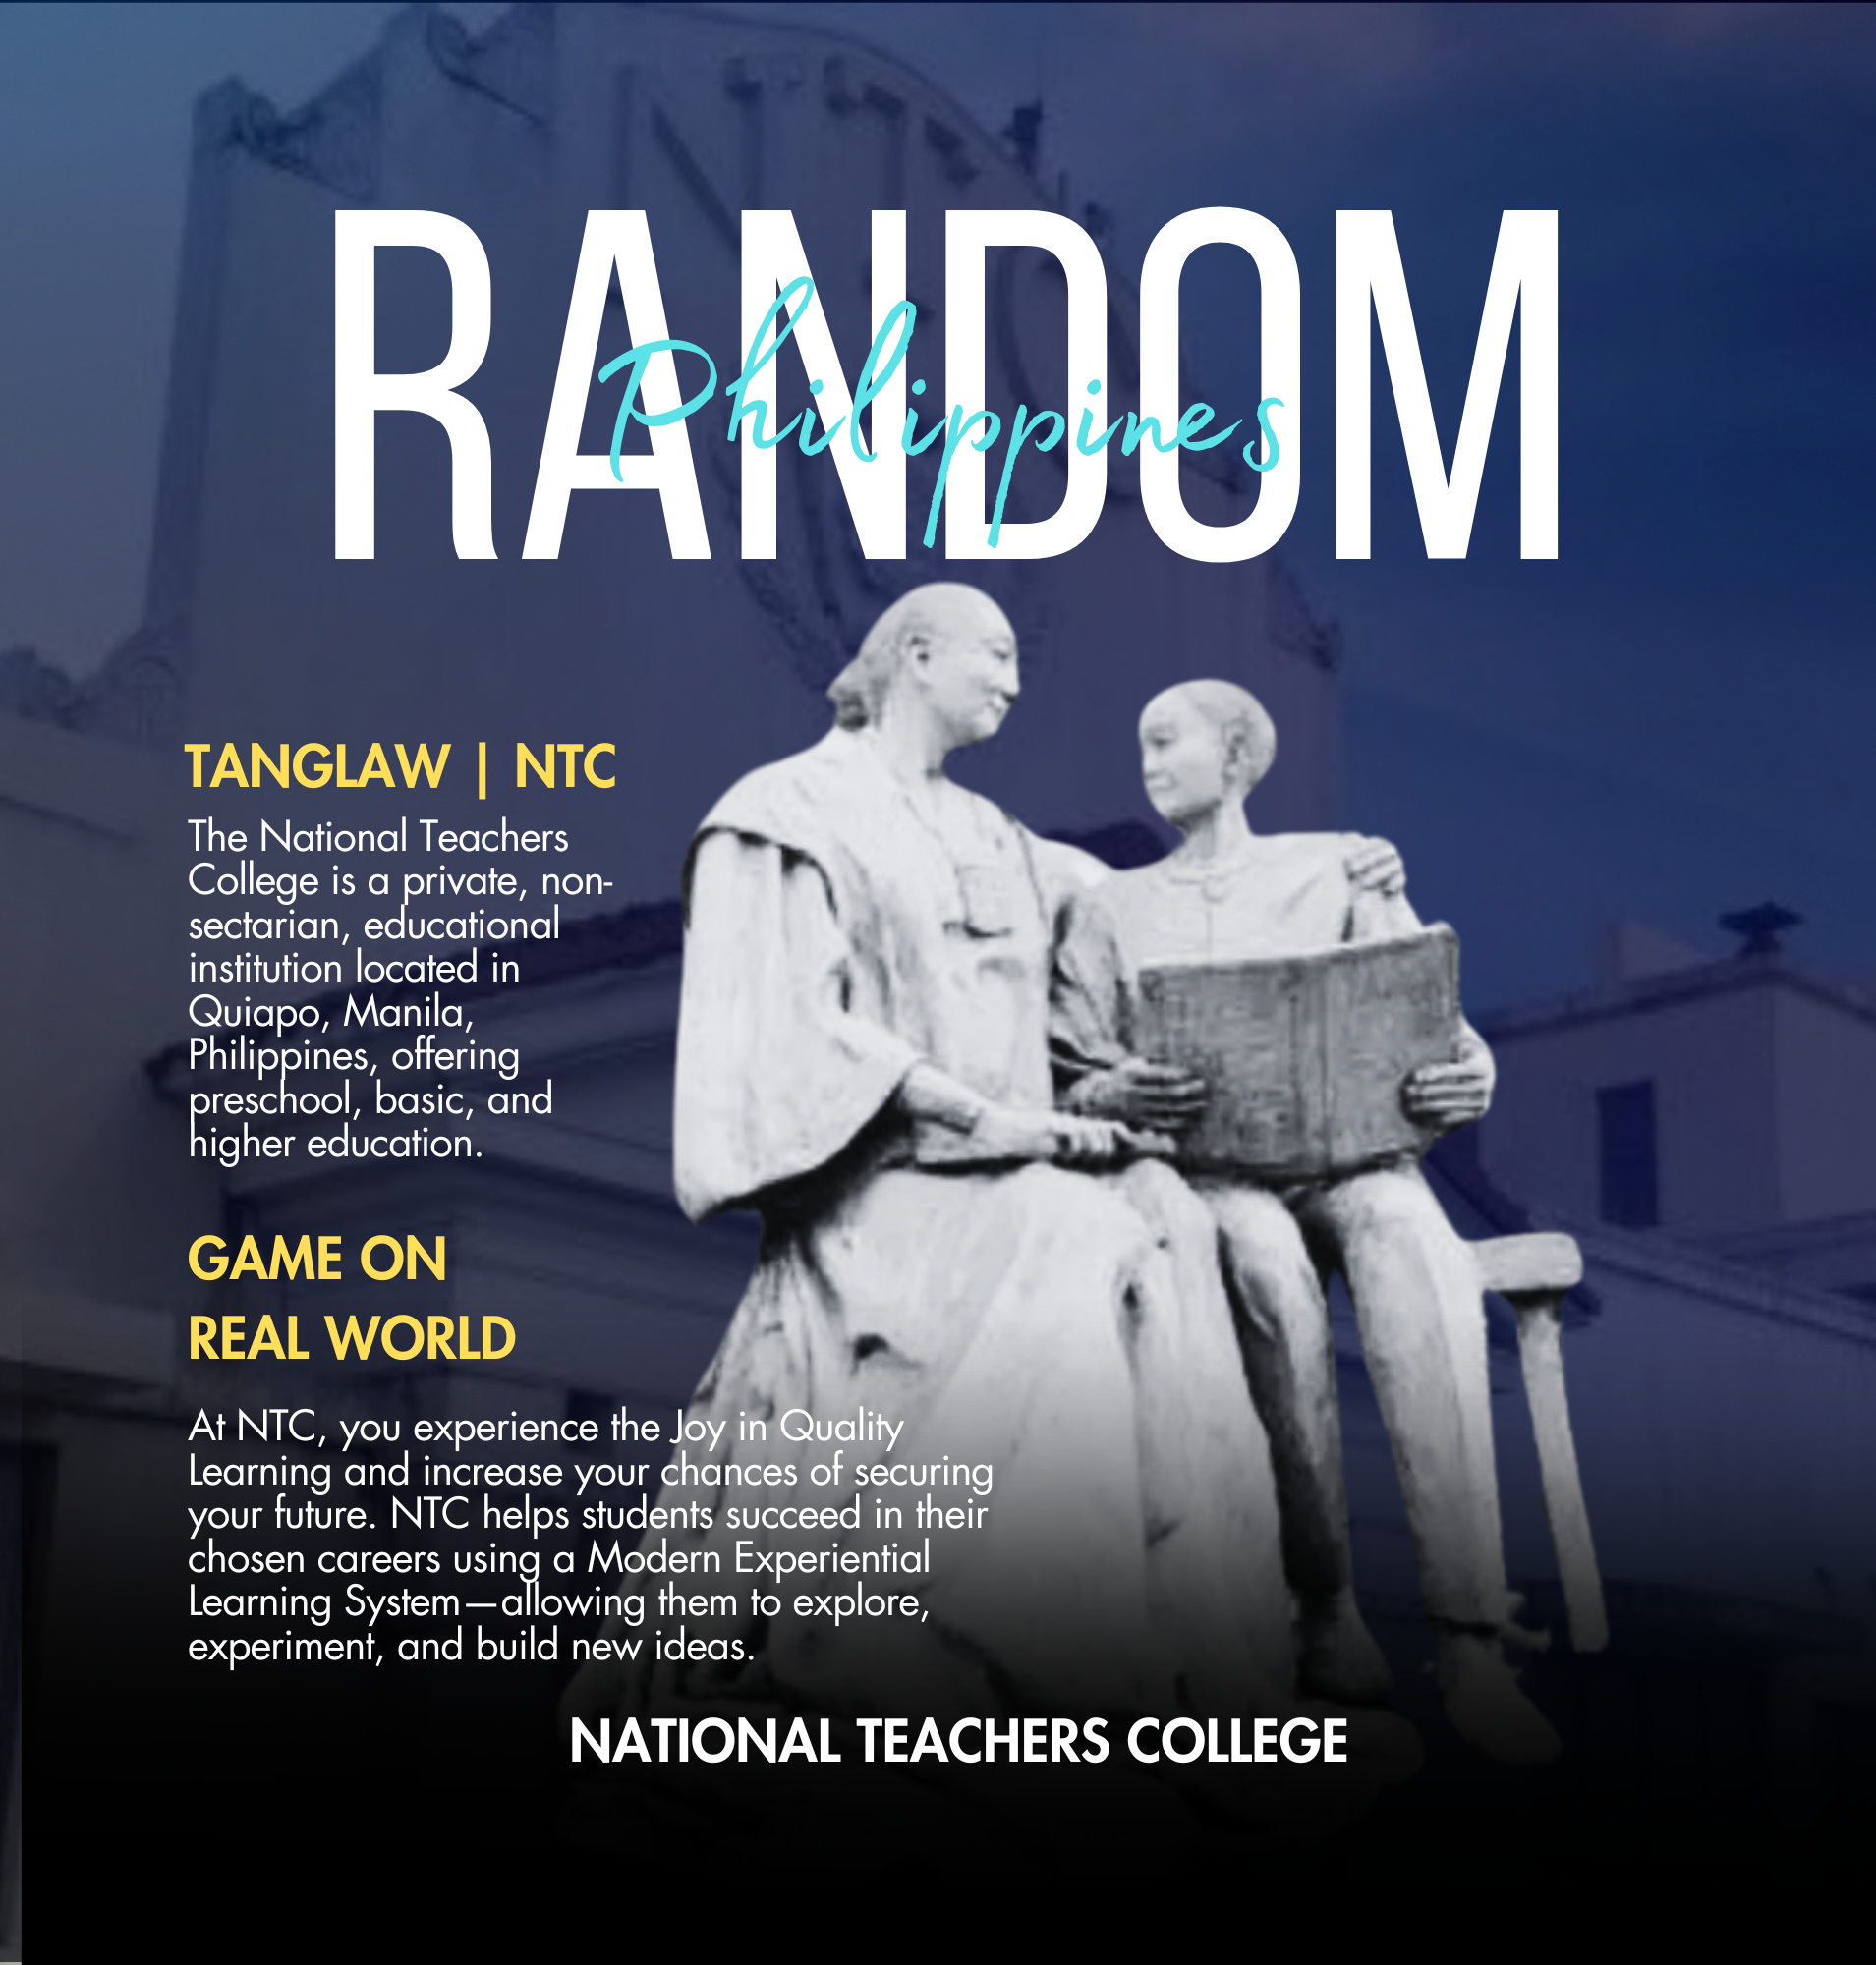 RANDOM
Philippines
TANGLAW | NTC
The National Teachers
College is a private, non-
sectarian, educational
institution located in
Quiapo, Manila,
Philippines, offering
preschool, basic, and
higher education.
GAME ON
REAL WORLD
At NTC, you experience the Joy in Quality
Learning and increase your chances of securing
your future. NTC helps students succeed in their
chosen careers using a Modern Experiential
Learning System—allowing them to explore,
experiment, and build new ideas.
NATIONAL TEACHERS COLLEGE